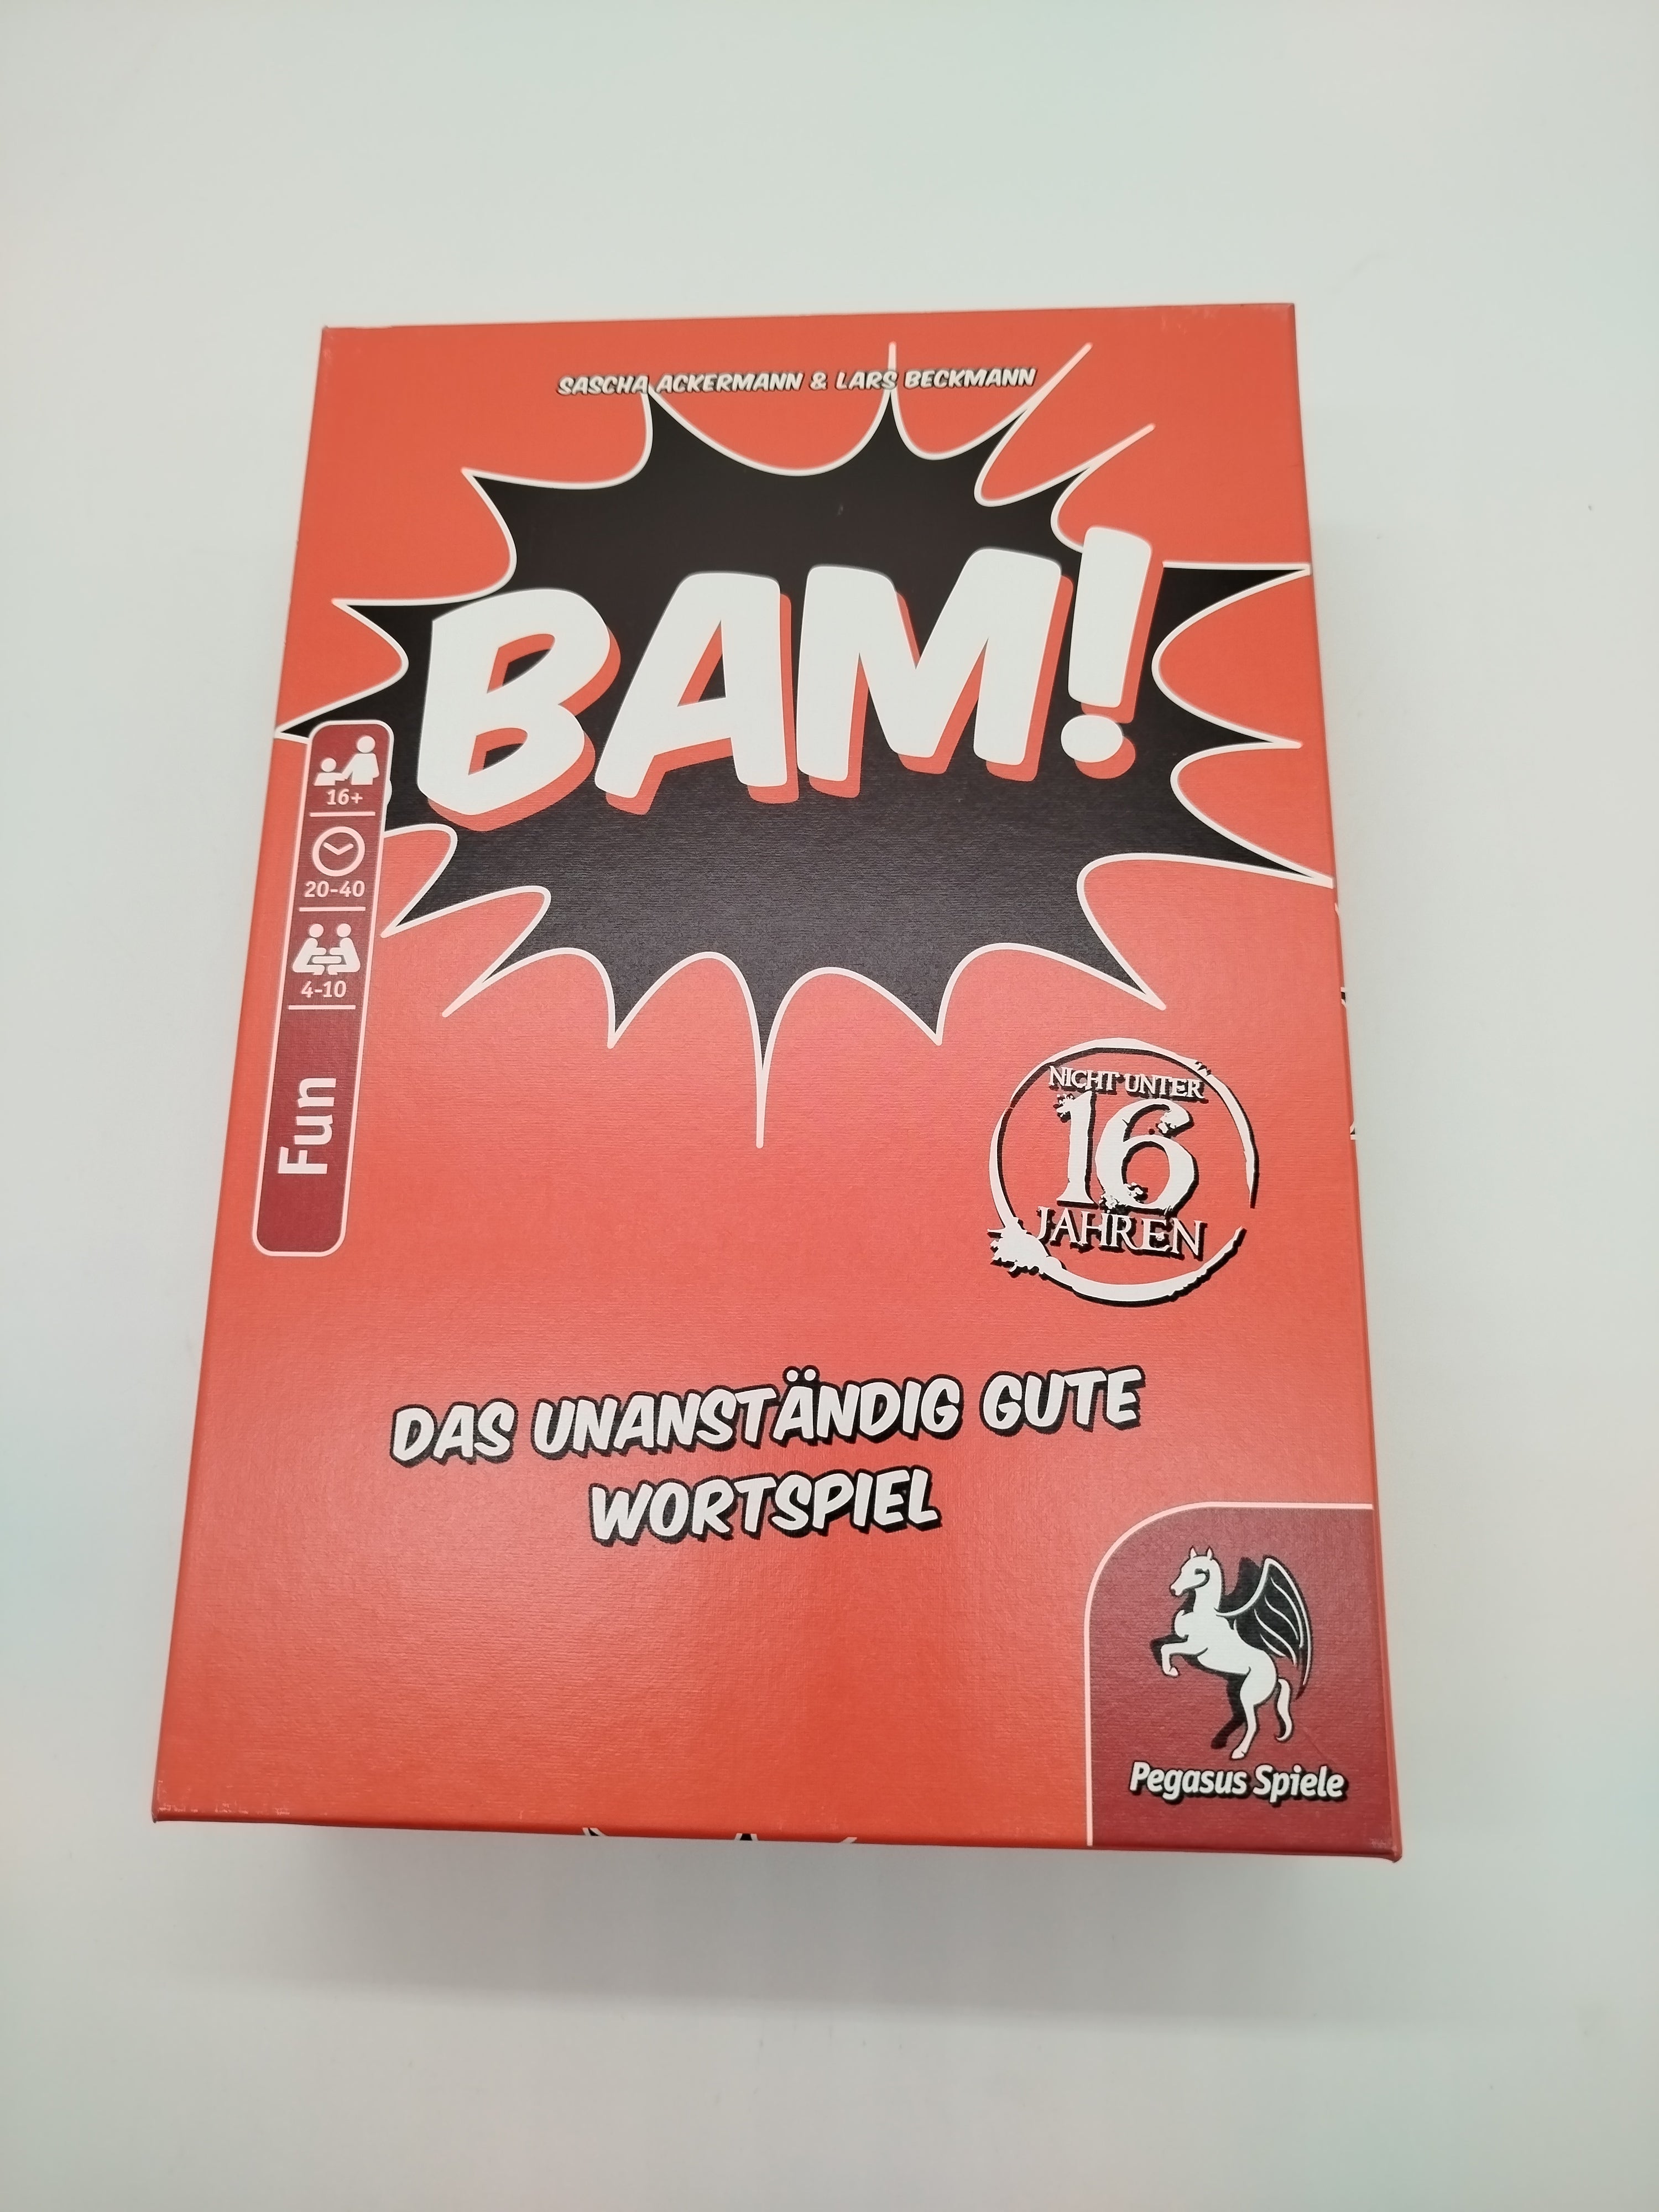 SASCHA ACKERMANN & LARS BECKMANN
BAM!
16+
20-40
4-10
Fun
NICHT UNTER
16
JAHREN
DAS UNANSTÄNDIG GUTE
WORTSPIEL
Pegasus Spiele